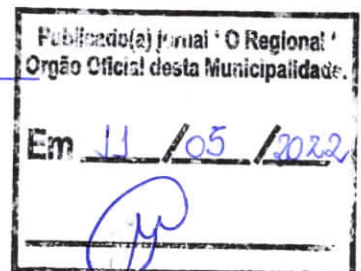 Publicado(a) jornal ' O Regional '
Orgão Oficial desta Municipalidade.
Em 11 / 05 / 2022